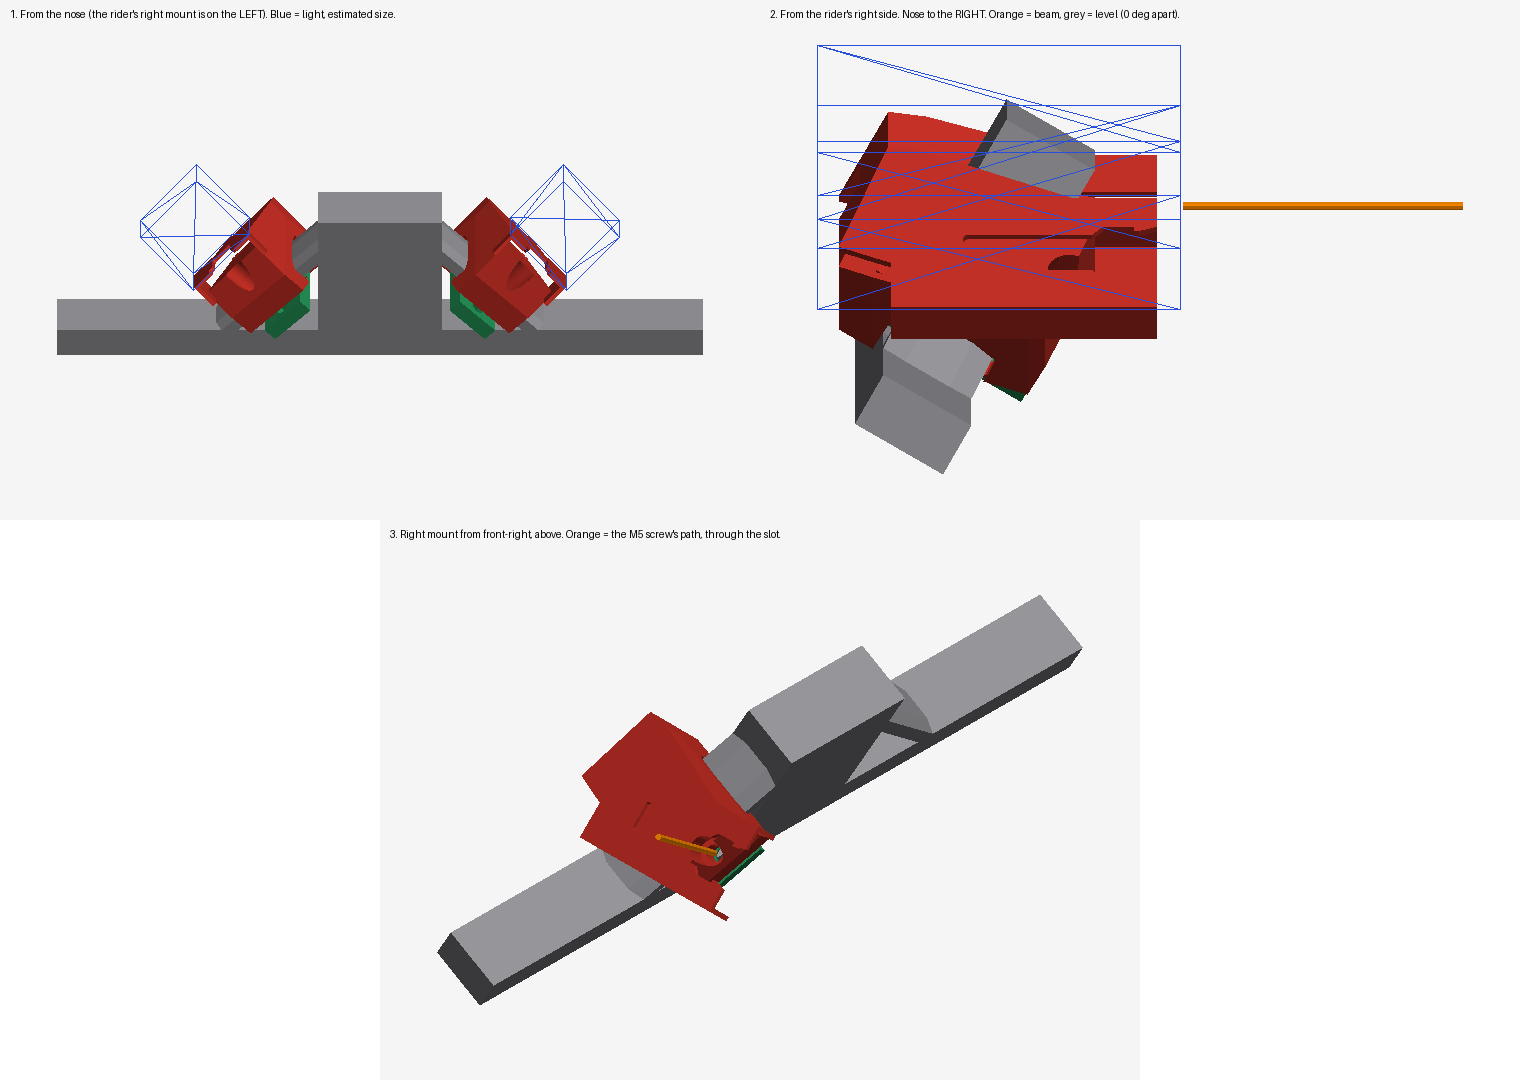 1. From the nose (the rider's right mount is on the LEFT). Blue = light, estimated size.
2. From the rider's right side. Nose to the RIGHT. Orange = beam, grey = level (0 deg apart).
3. Right mount from front-right, above. Orange = the M5 screw's path, through the slot.